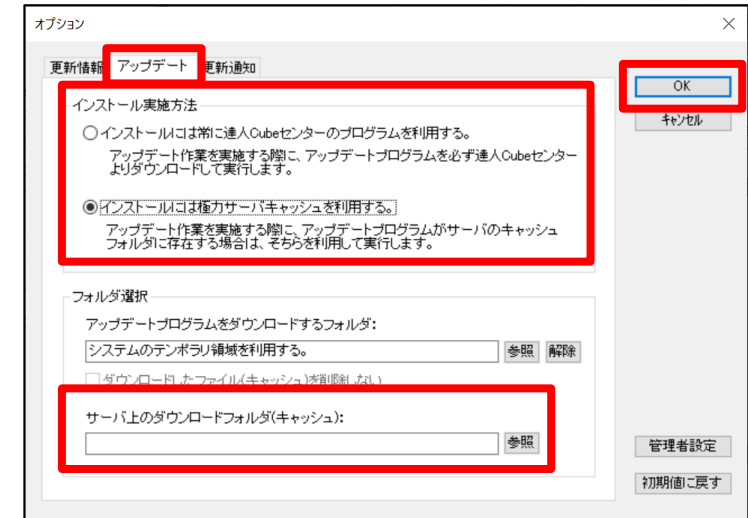 オプション
更新情報 アップデート 更新通知
インストール実施方法
インストールには常に達人Cubeセンターのプログラムを利用する。
アップデート作業を実施する際に、アップデートプログラムを必ず達人Cubeセンター
よりダウンロードして実行します。
インストールには極力サーバキャッシュを利用する。
アップデート作業を実施する際に、アップデートプログラムがサーバのキャッシュ
フォルダに存在する場合は、そちらを利用して実行します。
OK
キャンセル
フォルダ選択
アップデートプログラムをダウンロードするフォルダ:
システムのテンポラリ領域を利用する。 参照 解除
ダウンロードしたファイル(キャッシュ)を削除しない
サーバ上のダウンロードフォルダ(キャッシュ):
参照
管理者設定
初期値に戻す